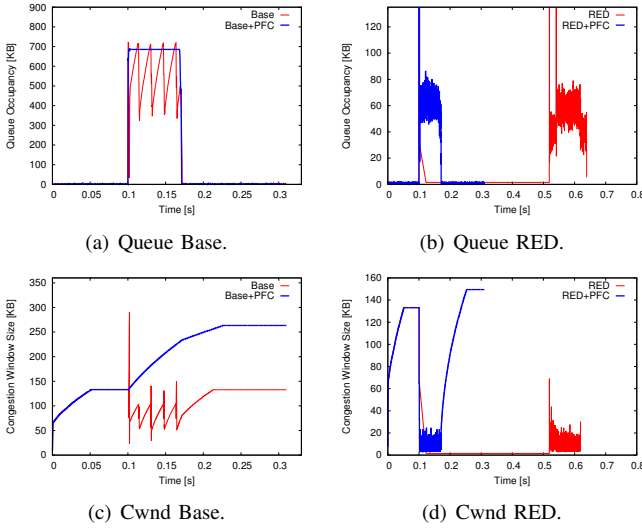 Queue Occupancy [KB]
900
800
700
600
500
400
300
200
100
0
Base
Base+PFC
0 0.05 0.1 0.15 0.2 0.25 0.3
Time [s]
(a) Queue Base.
Queue Occupancy [KB]
120
100
80
60
40
20
0
RED
RED+PFC
0 0.1 0.2 0.3 0.4 0.5 0.6 0.7 0.8
Time [s]
(b) Queue RED.
Congestion Window Size [KB]
350
300
250
200
150
100
50
0
Base
Base+PFC
0 0.05 0.1 0.15 0.2 0.25 0.3
Time [s]
(c) Cwnd Base.
Congestion Window Size [KB]
160
140
120
100
80
60
40
20
0
RED
RED+PFC
0 0.1 0.2 0.3 0.4 0.5 0.6 0.7 0.8
Time [s]
(d) Cwnd RED.